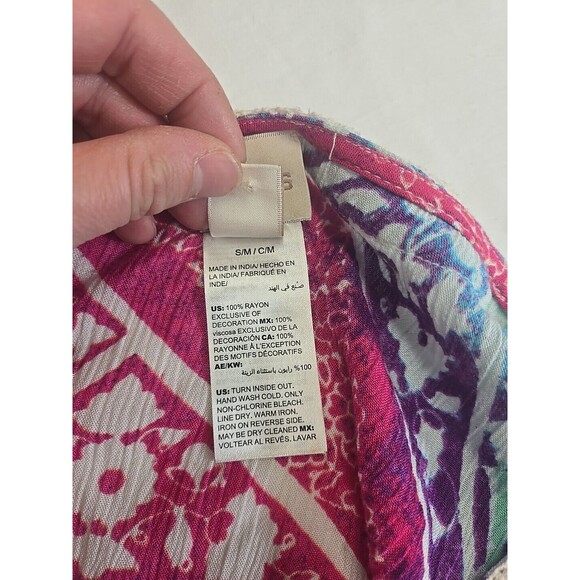 S
S/M / C/M
MADE IN INDIA/ HECHO EN
LA INDIA/ FABRIQUÉ EN
INDE/ صنع في الهند
US: 100% RAYON
EXCLUSIVE OF
DECORATION MX: 100%
viscosa EXCLUSIVO DE LA
DECORACIÓN CA: 100%
RAYONNE À L'EXCEPTION
DES MOTIFS DÉCORATIFS
AE/KW:
%100 رايون باستثناء الزينة
US: TURN INSIDE OUT.
HAND WASH COLD. ONLY
NON-CHLORINE BLEACH.
LINE DRY. WARM IRON.
IRON ON REVERSE SIDE.
MAY BE DRY CLEANED MX:
VOLTEAR AL REVÉS, LAVAR